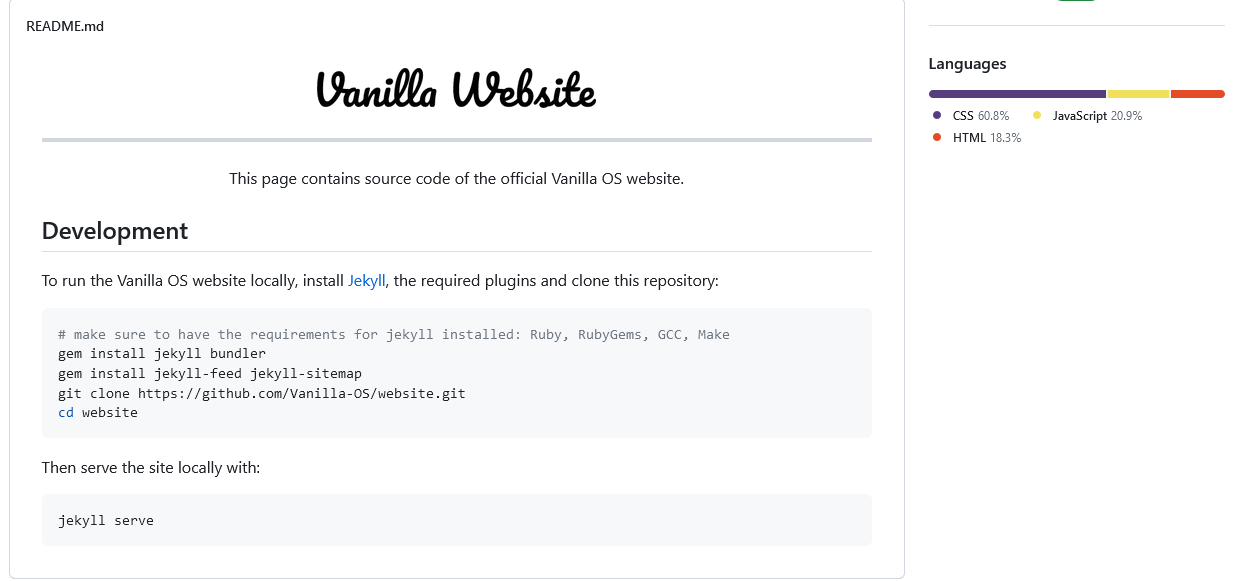 README.md
Vanilla Website
This page contains source code of the official Vanilla OS website.
Development
To run the Vanilla OS website locally, install Jekyll, the required plugins and clone this repository:
# make sure to have the requirements for jekyll installed: Ruby, RubyGems, GCC, Make
gem install jekyll bundler
gem install jekyll-feed jekyll-sitemap
git clone https://github.com/Vanilla-OS/website.git
cd website
Then serve the site locally with:
jekyll serve
Languages
CSS 60.8% JavaScript 20.9%
HTML 18.3%